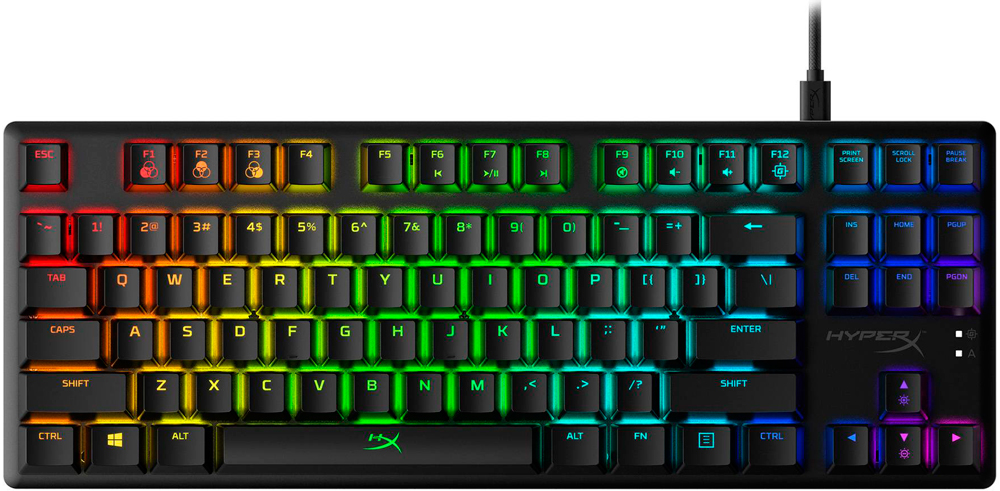 ESC F1 F2 F3 F4 F5 F6 F7 F8 F9 F10 F11 F12 PRINT SCREEN SCROLL LOCK PAUSE BREAK
`~ 1! 2@ 3# 4$ 5% 6^ 7& 8* 9( 0) -_ =+ INS HOME PGUP
TAB Q W E R T Y U I O P [{ ]} \| DEL END PGDN
CAPS A S D F G H J K L ;: '" ENTER HYPERX A
SHIFT Z X C V B N M ,< .> /? SHIFT
CTRL ALT HX ALT FN CTRL